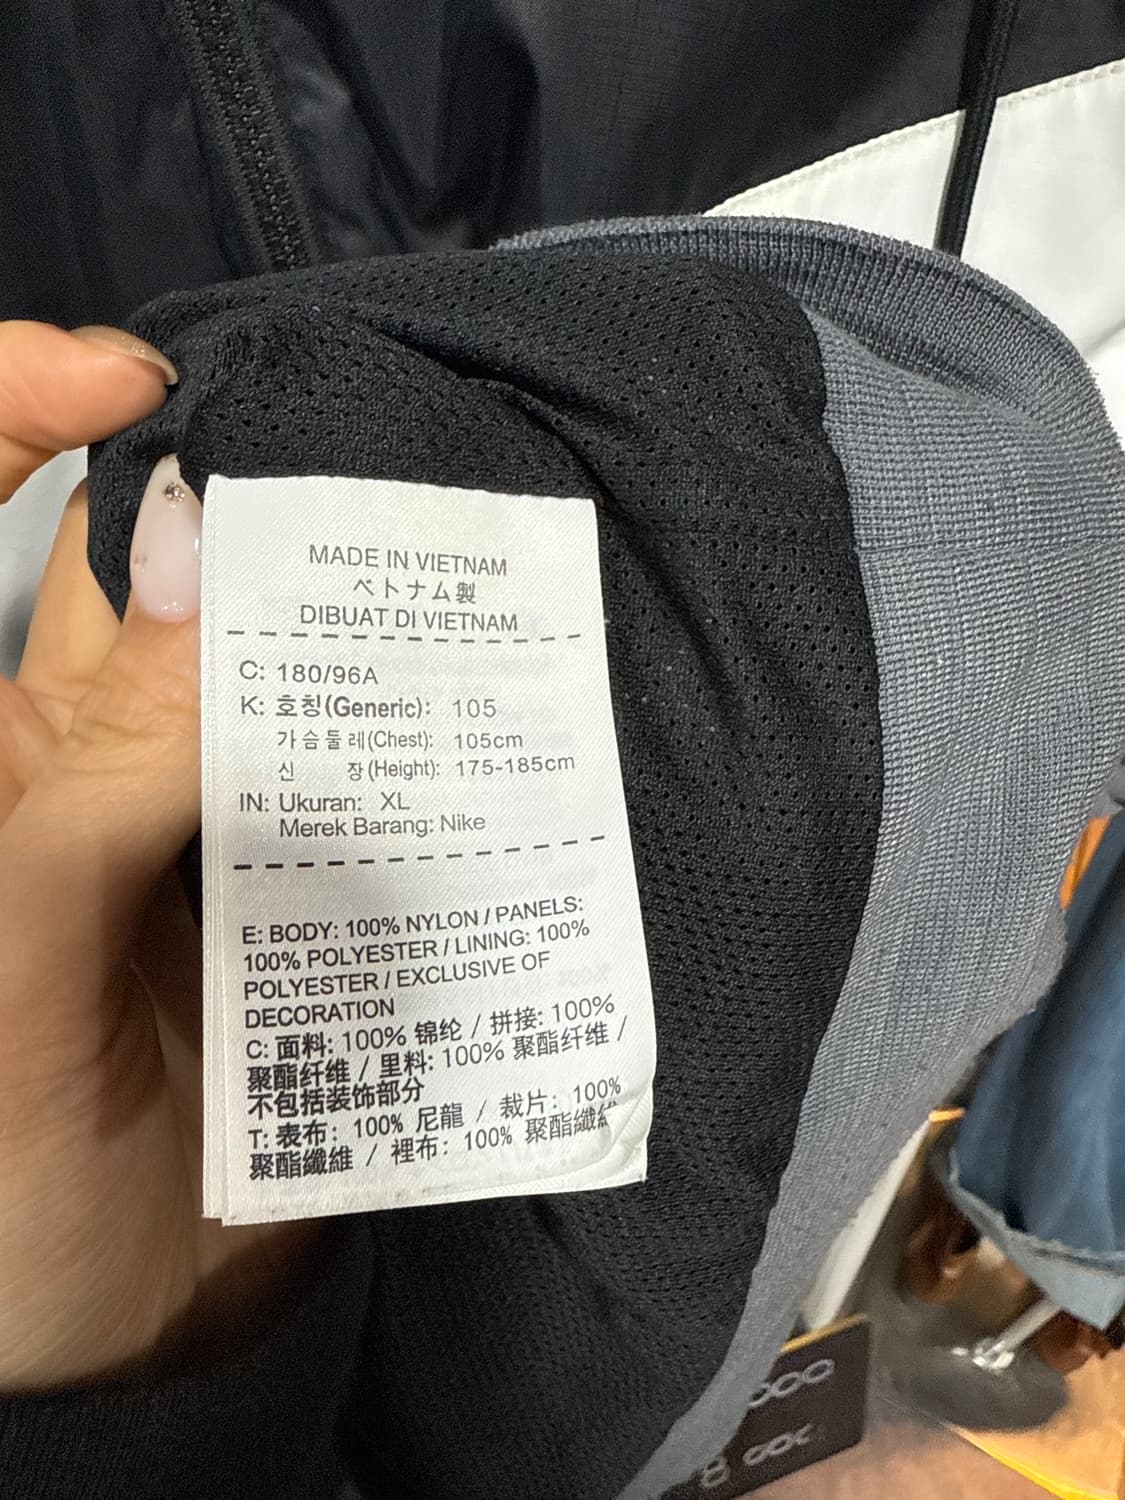 MADE IN VIETNAM
ベトナム製
DIBUAT DI VIETNAM
C: 180/96A
K: 호칭(Generic): 105
가슴둘레(Chest): 105cm
신 장(Height): 175-185cm
IN: Ukuran: XL
Merek Barang: Nike
E: BODY: 100% NYLON / PANELS:
100% POLYESTER / LINING: 100%
POLYESTER / EXCLUSIVE OF
DECORATION
C: 面料: 100% 锦纶 / 拼接: 100%
聚酯纤维 / 里料: 100% 聚酯纤维 /
不包括装饰部分
T: 表布: 100% 尼龍 / 裁片: 100%
聚酯纖維 / 裡布: 100% 聚酯纖維